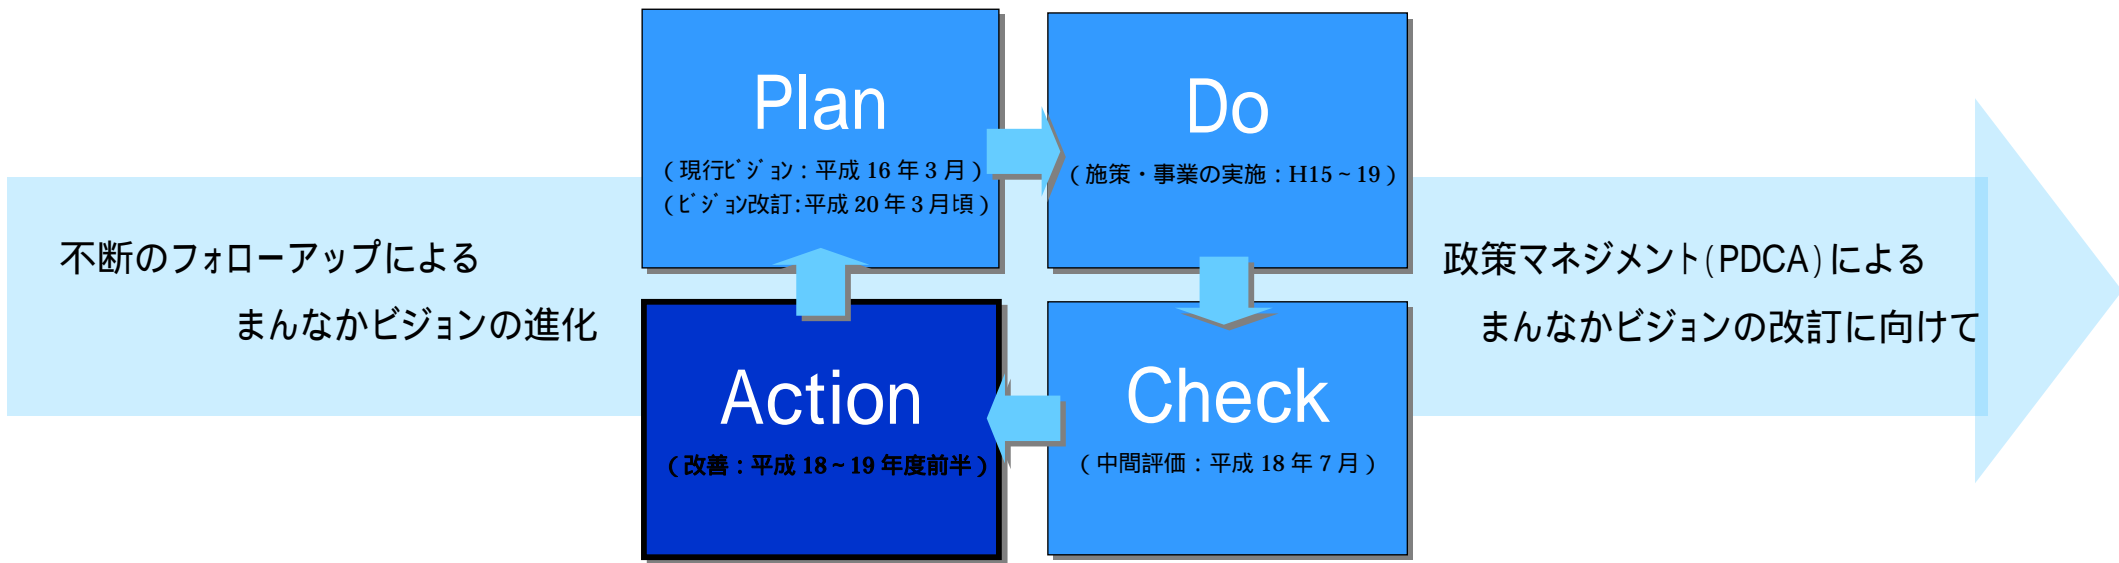 不断のフォローアップによる
まんなかビジョンの進化
Plan
（現行ﾋﾞｼﾞｮﾝ：平成 16 年 3 月）
（ﾋﾞｼﾞｮﾝ改訂：平成 20 年 3 月頃）
Do
（施策・事業の実施：H15～19）
Action
（改善：平成 18～19 年度前半）
Check
（中間評価：平成 18 年 7 月）
政策マネジメント(PDCA)による
まんなかビジョンの改訂に向けて